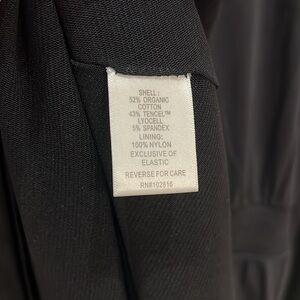 SHELL:
52% ORGANIC
COTTON
43% TENCEL™
LYOCELL
5% SPANDEX
LINING:
100% NYLON
EXCLUSIVE OF
ELASTIC
REVERSE FOR CARE
RN#102816